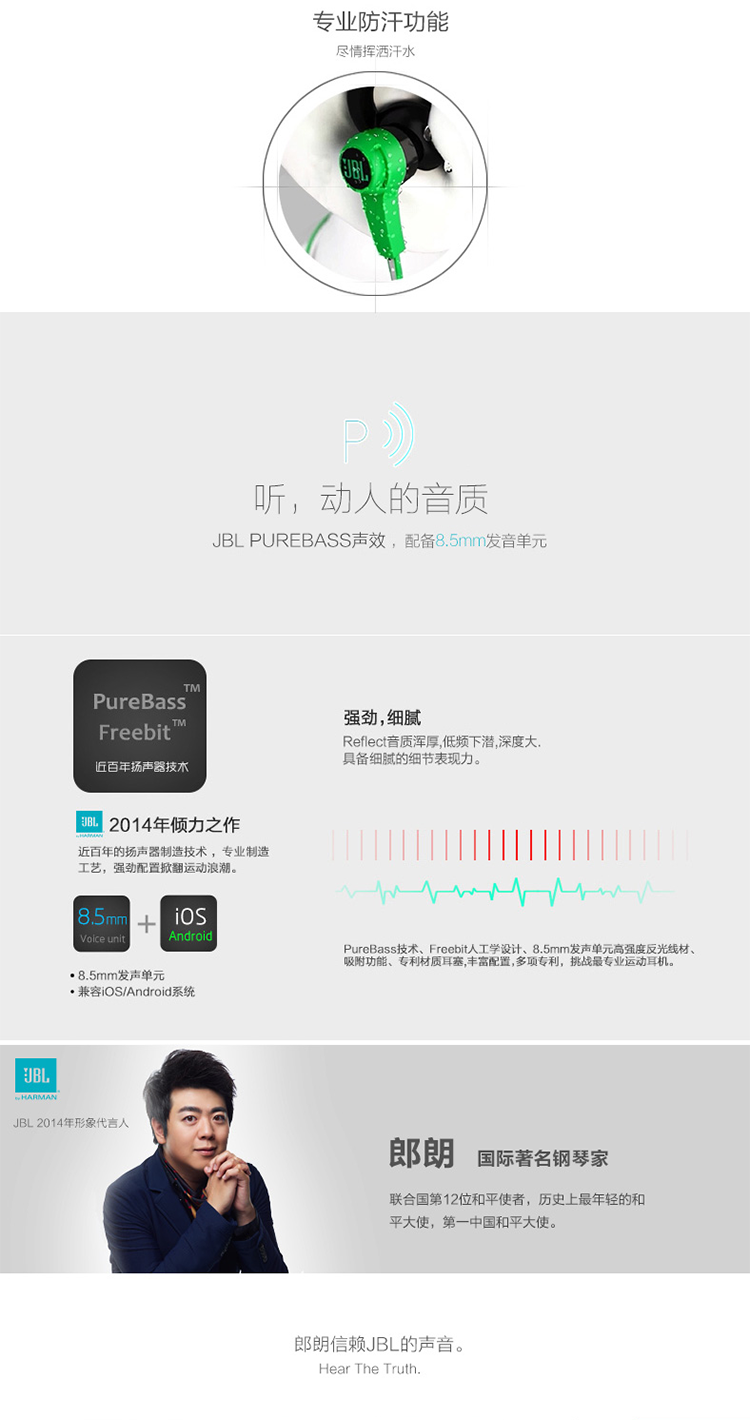 专业防汗功能
尽情挥洒汗水
JBL
P
听，动人的音质
JBL PUREBASS声效，配备8.5mm发音单元
PureBass™
Freebit™
近百年扬声器技术
强劲,细腻
Reflect音质浑厚,低频下潜,深度大.
具备细腻的细节表现力。
JBL
by HARMAN
2014年倾力之作
近百年的扬声器制造技术，专业制造
工艺，强劲配置掀翻运动浪潮。
8.5mm
Voice unit
+
iOS
Android
• 8.5mm发声单元
• 兼容iOS/Android系统
PureBass技术、Freebit人工学设计、8.5mm发声单元高强度反光线材、
吸附功能、专利材质耳塞,丰富配置,多项专利，挑战最专业运动耳机。
JBL
by HARMAN
JBL 2014年形象代言人
郎朗 国际著名钢琴家
联合国第12位和平使者，历史上最年轻的和
平大使，第一中国和平大使。
郎朗信赖JBL的声音。
Hear The Truth.